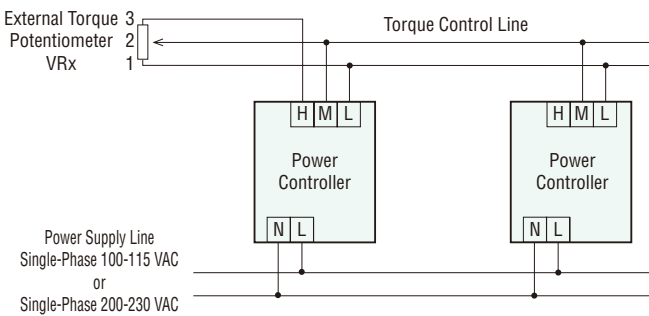 External Torque 3
Potentiometer 2
VRx 1
Torque Control Line
H M L
H M L
Power
Controller
Power
Controller
N L
N L
Power Supply Line
Single-Phase 100-115 VAC
or
Single-Phase 200-230 VAC